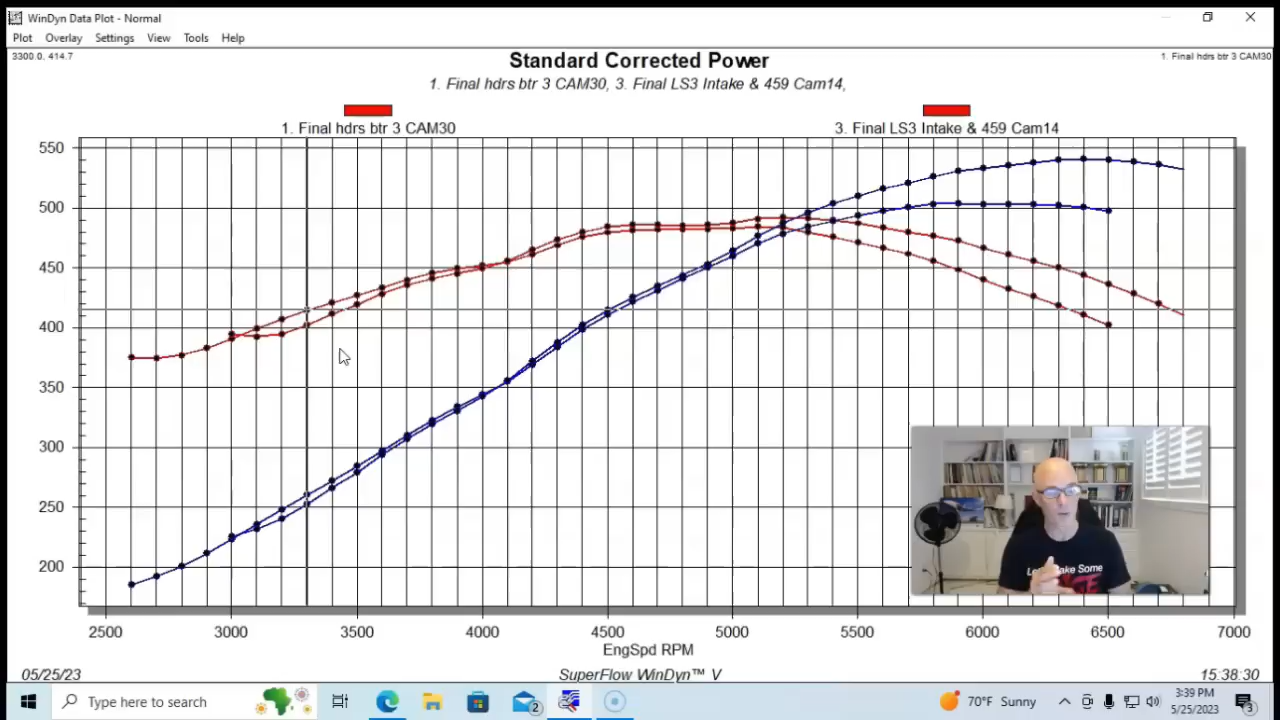 WinDyn Data Plot - Normal
Plot Overlay Settings View Tools Help
3300.0, 414.7
1. Final hdrs btr 3 CAM30
Standard Corrected Power
1. Final hdrs btr 3 CAM30, 3. Final LS3 Intake & 459 Cam14,
1. Final hdrs btr 3 CAM30
3. Final LS3 Intake & 459 Cam14
550
500
450
400
350
300
250
200
2500 3000 3500 4000 4500 5000 5500 6000 6500 7000
EngSpd RPM
05/25/23
SuperFlow WinDyn™ V
15:38:30
Type here to search
2
70°F Sunny
3:39 PM
5/25/2023
3